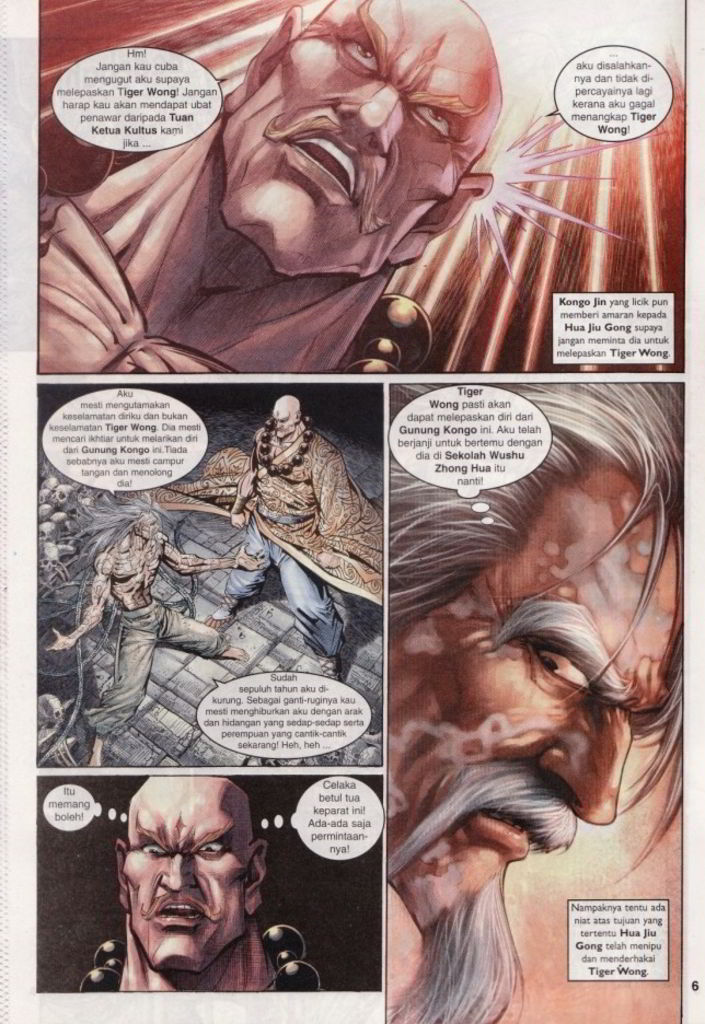 Hm!
Jangan kau cuba
mengugut aku supaya
melepaskan Tiger Wong! Jangan
harap kau akan mendapat ubat
penawar daripada Tuan
Ketua Kultus kami
jika ...
...
aku disalahkan-
nya dan tidak di-
percayainya lagi
kerana aku gagal
menangkap Tiger
Wong!
Kongo Jin yang licik pun
memberi amaran kepada
Hua Jiu Gong supaya
jangan meminta dia untuk
melepaskan Tiger Wong.
Aku
mesti mengutamakan
keselamatan diriku dan bukan
keselamatan Tiger Wong. Dia mesti
mencari ikhtiar untuk melarikan diri
dari Gunung Kongo ini.Tiada
sebabnya aku mesti campur
tangan dan menolong
dia!
Tiger
Wong pasti akan
dapat melepaskan diri dari
Gunung Kongo ini. Aku telah
berjanji untuk bertemu dengan
dia di Sekolah Wushu
Zhong Hua itu
nanti!
Sudah
sepuluh tahun aku di-
kurung. Sebagai ganti-ruginya kau
mesti menghiburkan aku dengan arak
dan hidangan yang sedap-sedap serta
perempuan yang cantik-cantik
sekarang! Heh, heh ...
Itu
memang
boleh!
Celaka
betul tua
keparat ini!
Ada-ada saja
permintaan-
nya!
Nampaknya tentu ada
niat atas tujuan yang
tertentu Hua Jiu
Gong telah menipu
dan menderhakai
Tiger Wong.
6